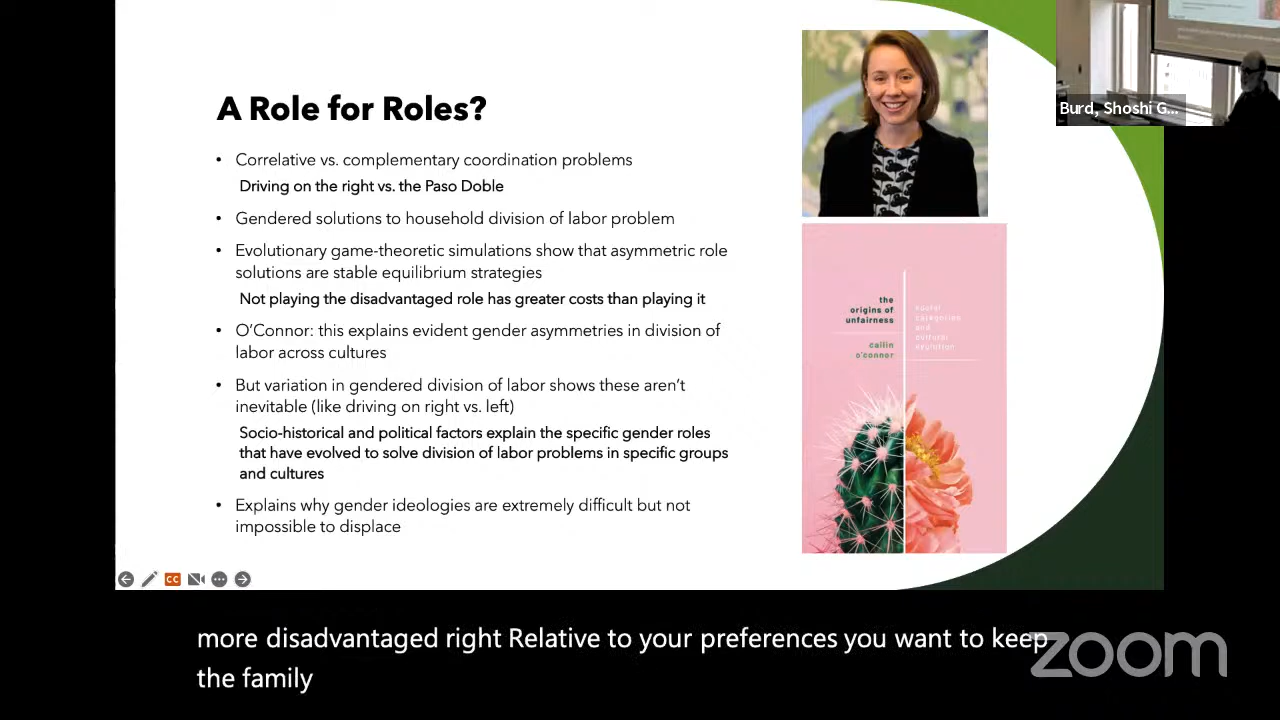 A Role for Roles?
• Correlative vs. complementary coordination problems
Driving on the right vs. the Paso Doble
• Gendered solutions to household division of labor problem
• Evolutionary game-theoretic simulations show that asymmetric role
solutions are stable equilibrium strategies
Not playing the disadvantaged role has greater costs than playing it
• O'Connor: this explains evident gender asymmetries in division of
labor across cultures
• But variation in gendered division of labor shows these aren't
inevitable (like driving on right vs. left)
Socio-historical and political factors explain the specific gender roles
that have evolved to solve division of labor problems in specific groups
and cultures
• Explains why gender ideologies are extremely difficult but not
impossible to displace
the
origins of
unfairness
cailin
o'connor
social
categories
and
cultural
evolution
Burd, Shoshi G...
CC
more disadvantaged right Relative to your preferences you want to keep
the family
zoom